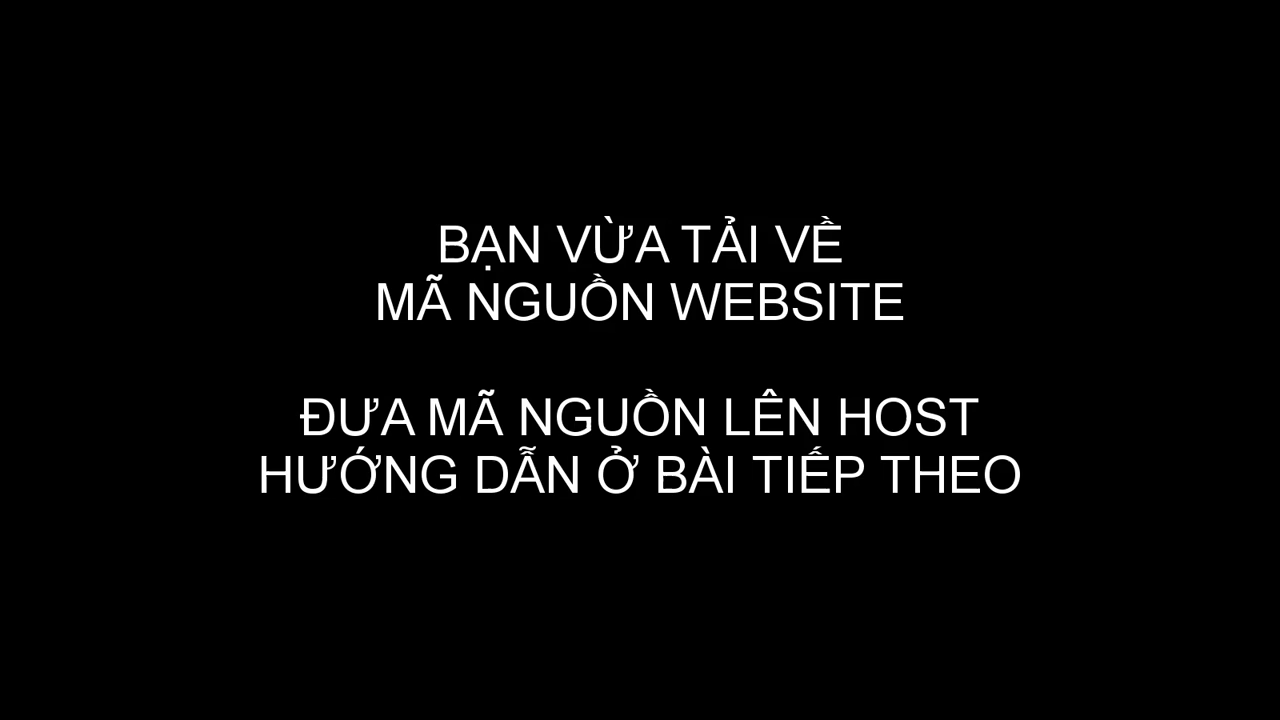 BẠN VỪA TẢI VỀ
MÃ NGUỒN WEBSITE
ĐƯA MÃ NGUỒN LÊN HOST
HƯỚNG DẪN Ở BÀI TIẾP THEO